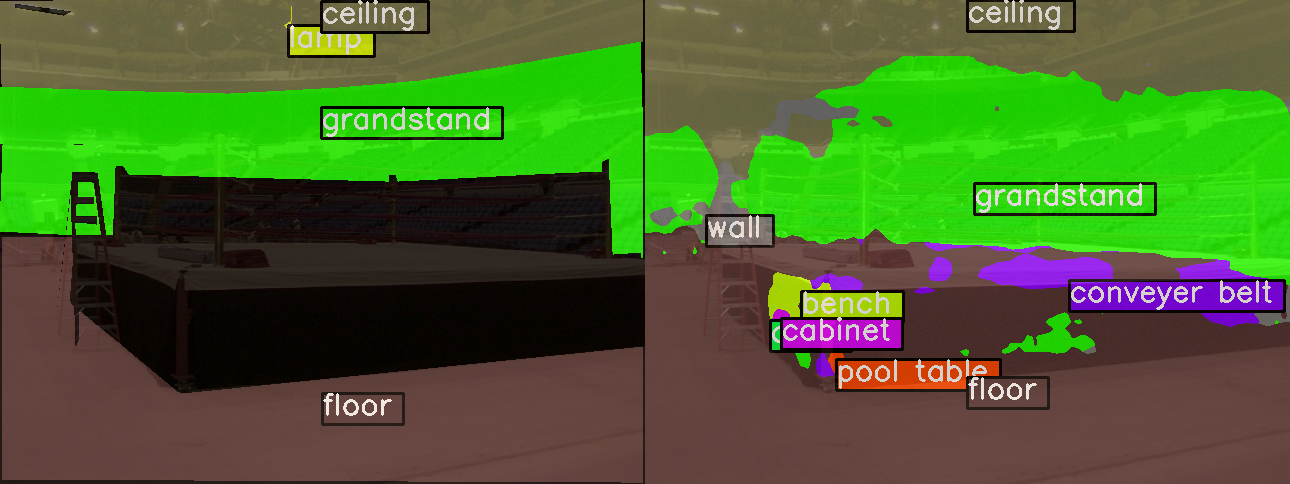 ceiling
lamp
grandstand
floor
ceiling
grandstand
wall
conveyer belt
bench
cabinet
pool table
floor